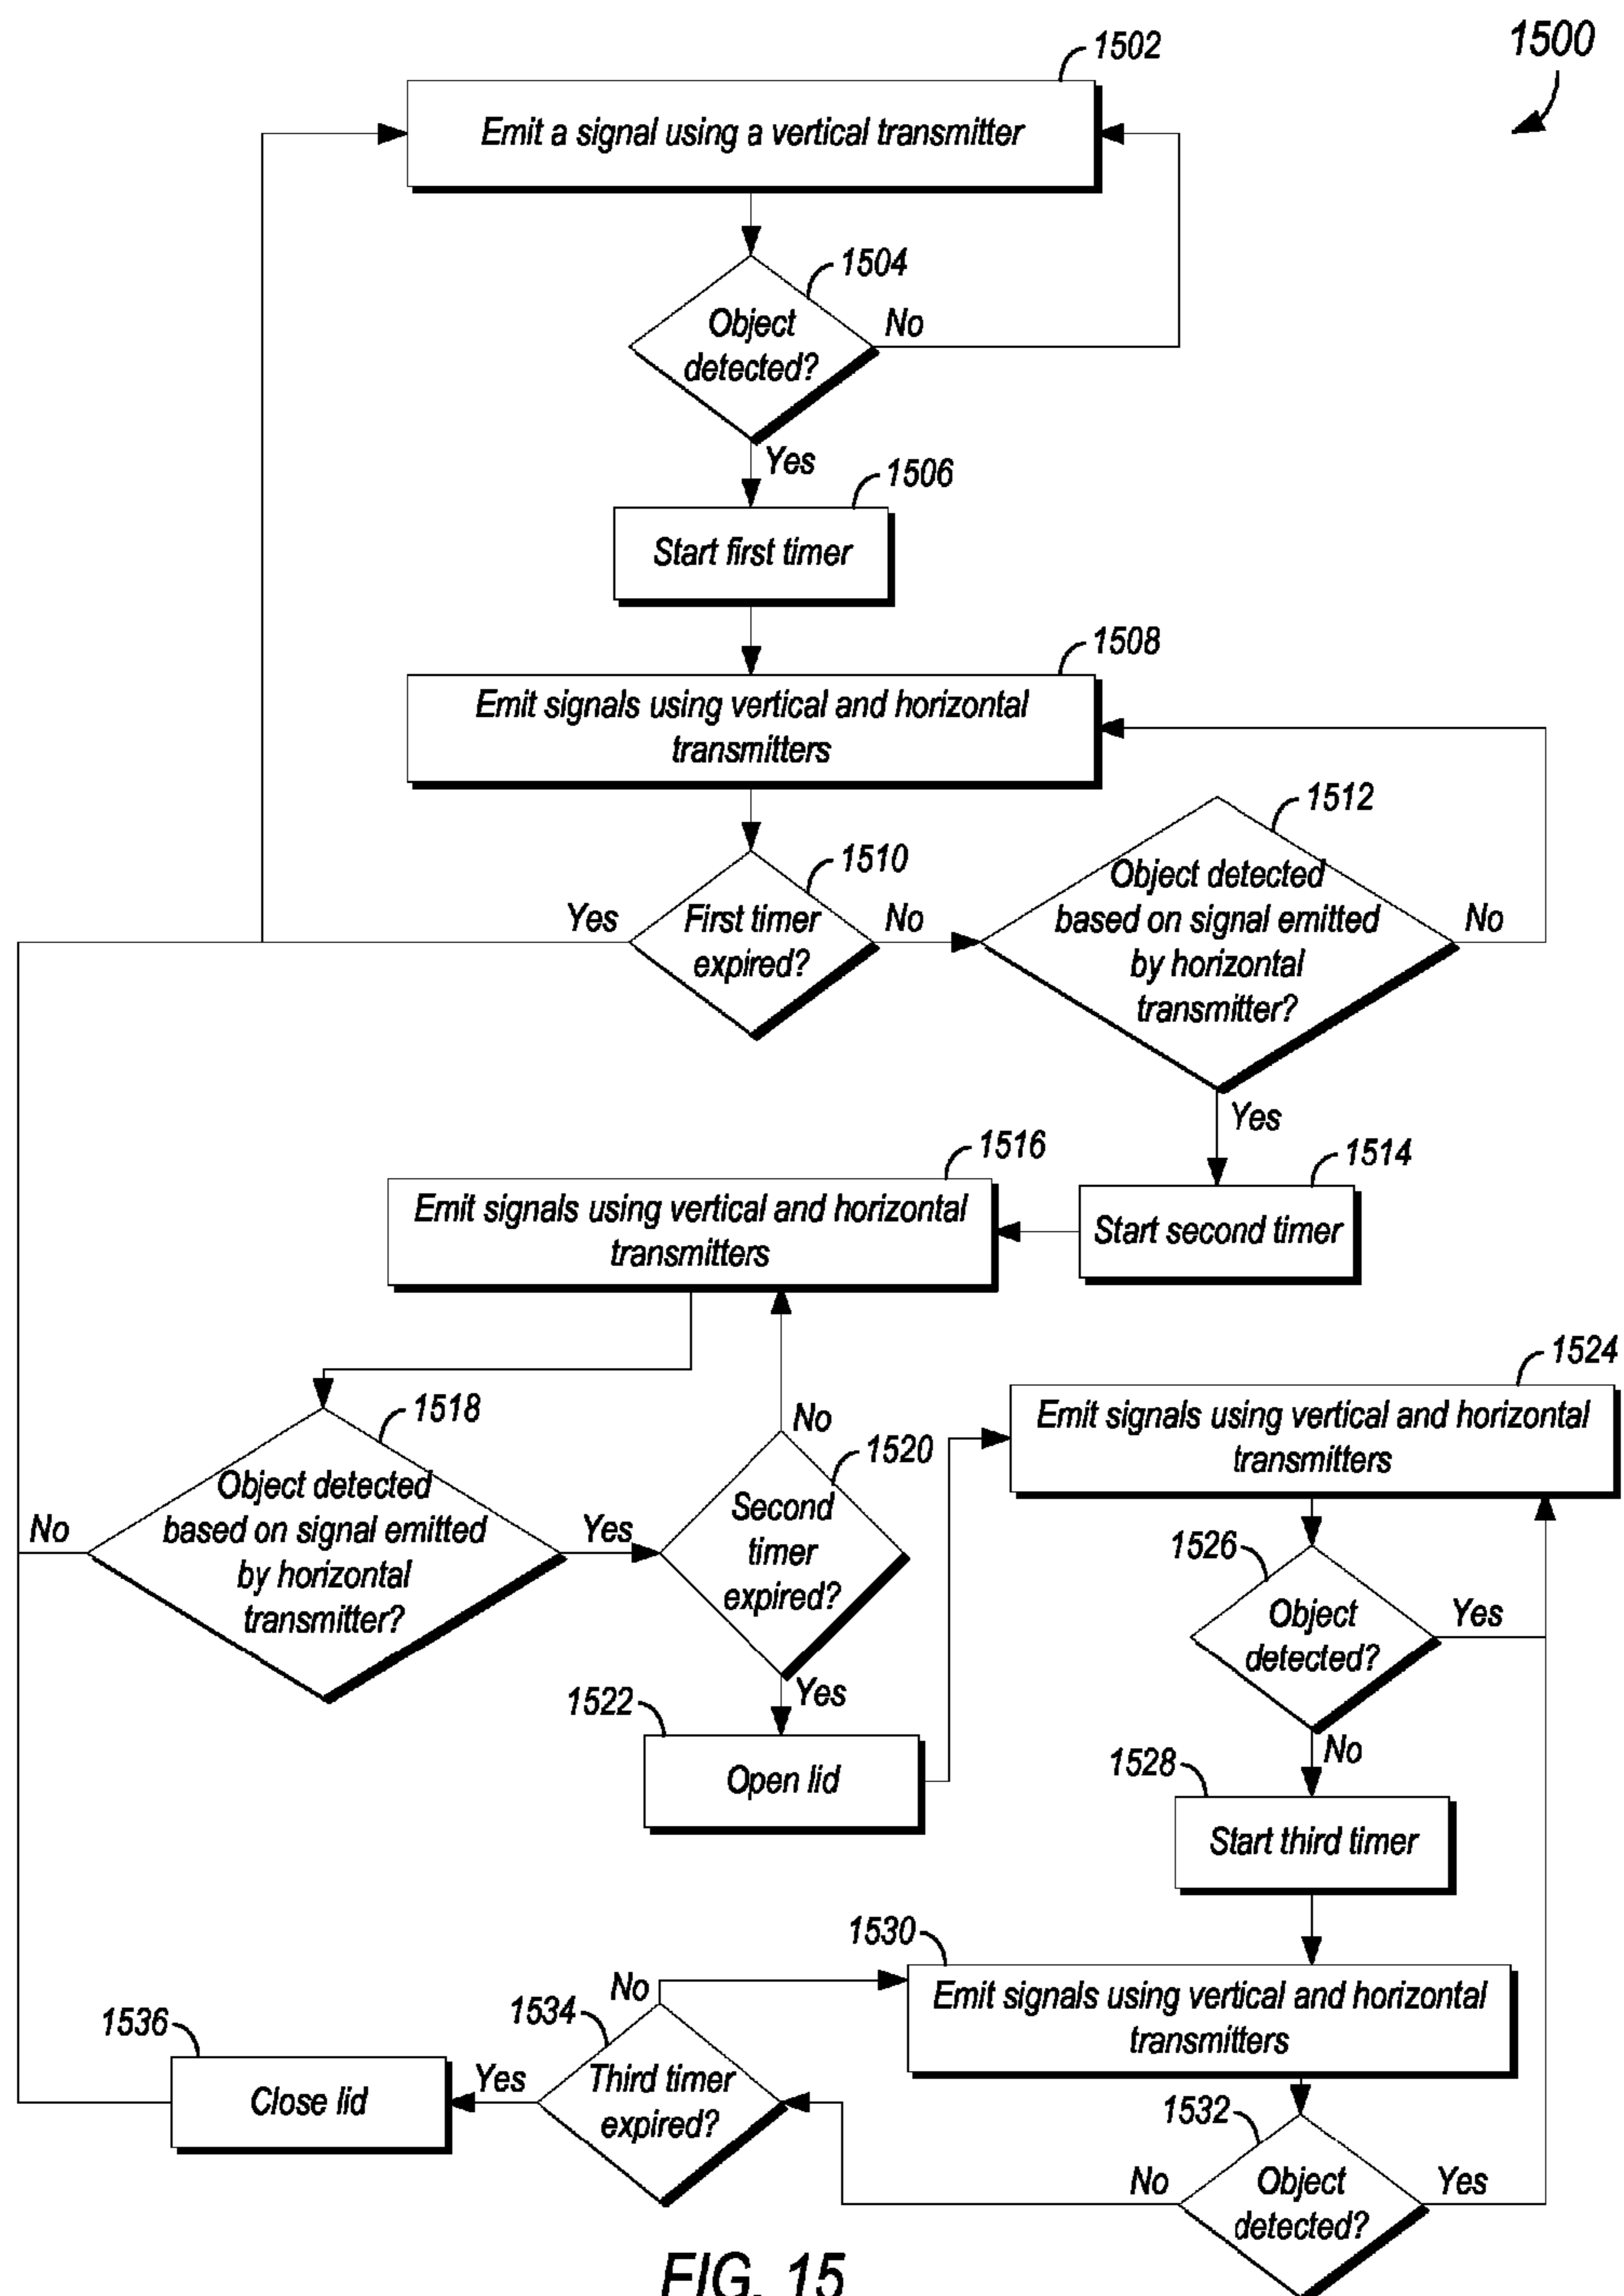 1500
1502
Emit a signal using a vertical transmitter
1504
Object
detected?
No
Yes
1506
Start first timer
1508
Emit signals using vertical and horizontal
transmitters
1510
First timer
expired?
Yes
No
1512
Object detected
based on signal emitted
by horizontal
transmitter?
No
Yes
1514
Start second timer
1516
Emit signals using vertical and horizontal
transmitters
1518
Object detected
based on signal emitted
by horizontal
transmitter?
No
Yes
1520
Second
timer
expired?
No
Yes
1522
Open lid
1524
Emit signals using vertical and horizontal
transmitters
1526
Object
detected?
Yes
No
1528
Start third timer
1530
Emit signals using vertical and horizontal
transmitters
1532
Object
detected?
Yes
No
1534
Third timer
expired?
No
Yes
1536
Close lid
FIG. 15